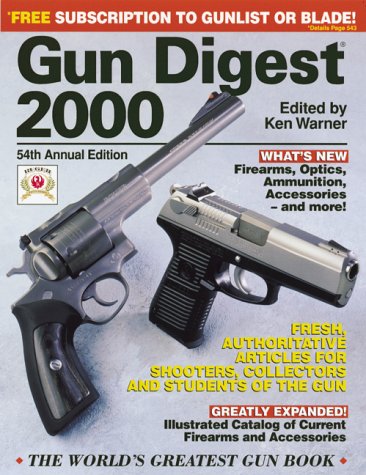 *FREE SUBSCRIPTION TO GUNLIST OR BLADE!
*Details Page 543
Gun Digest®
2000
Edited by
Ken Warner
54th Annual Edition
WHAT'S NEW
Firearms, Optics,
Ammunition,
Accessories
– and more!
FRESH,
AUTHORITATIVE
ARTICLES FOR
SHOOTERS, COLLECTORS
AND STUDENTS OF THE GUN
GREATLY EXPANDED!
Illustrated Catalog of Current
Firearms and Accessories
• THE WORLD'S GREATEST GUN BOOK •